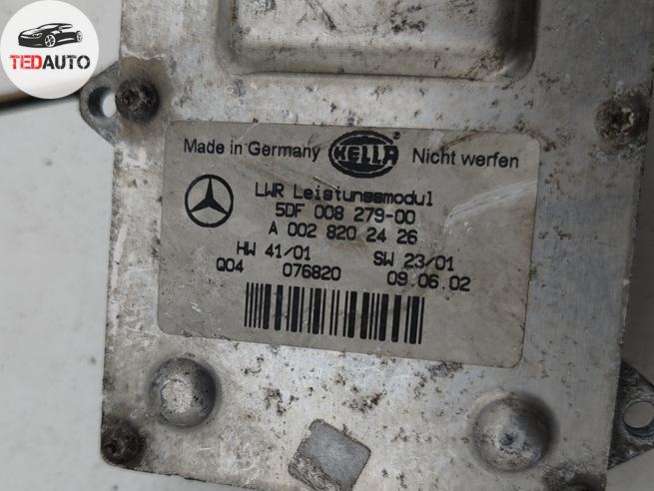 TEDAUTO
Made in Germany HELLA ® Nicht werfen
LWR Leistungsmodul
5DF 008 279-00
A 002 820 24 26
HW 41/01 SW 23/01
Q04 076820 09.06.02